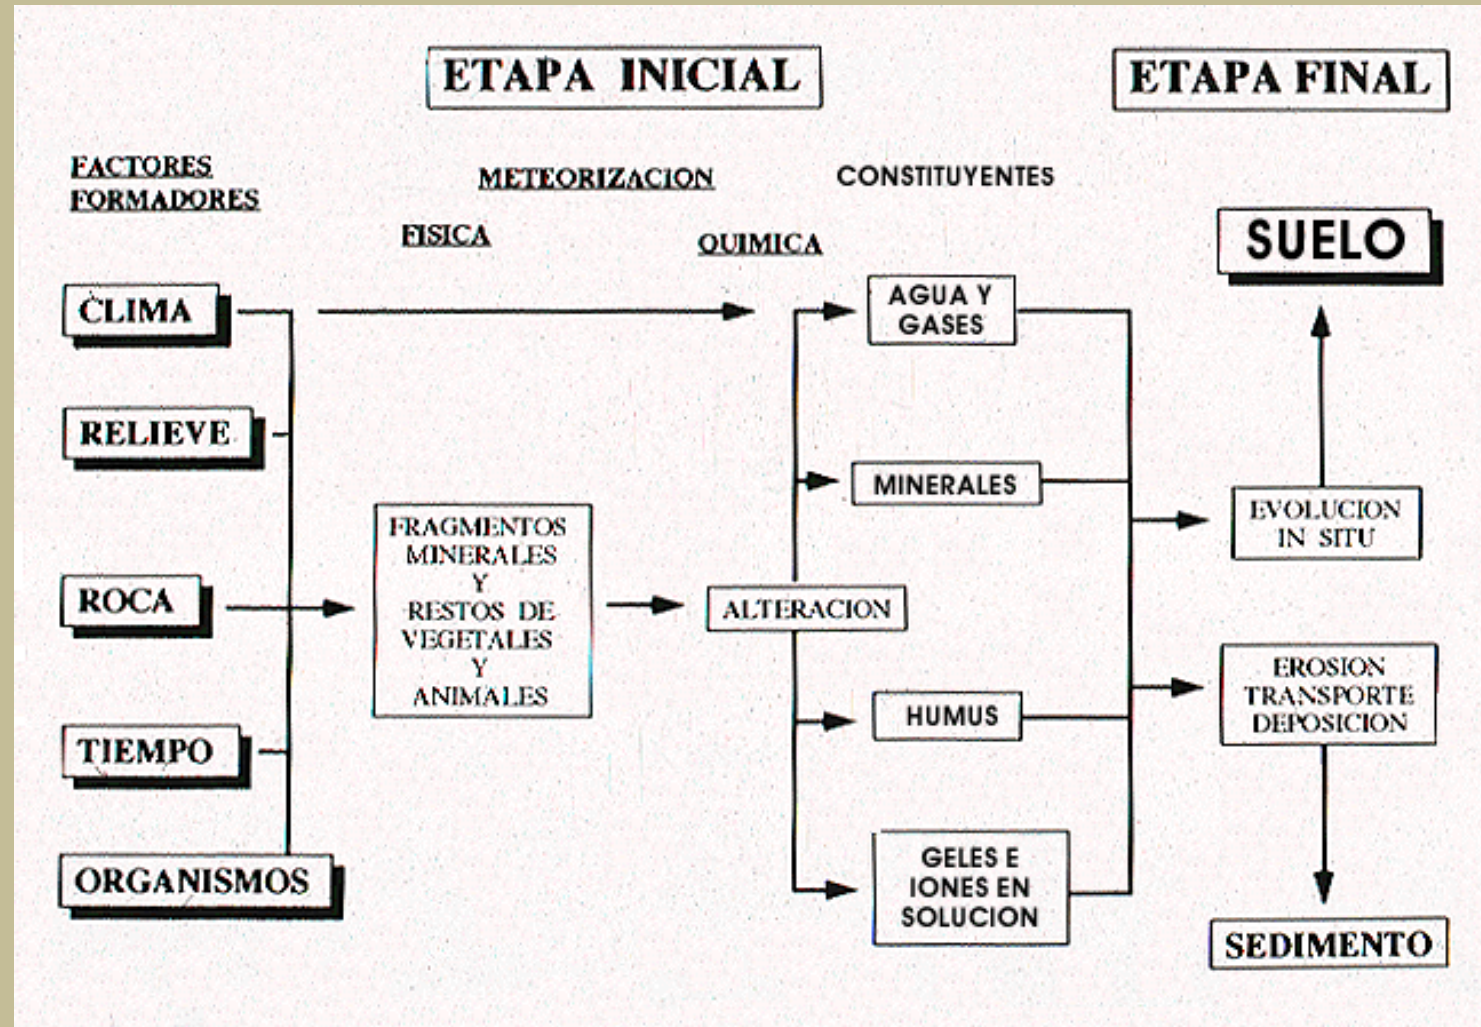 ETAPA INICIAL
ETAPA FINAL
FACTORES
FORMADORES
METEORIZACION
CONSTITUYENTES
FISICA
QUIMICA
SUELO
CLIMA
AGUA Y
GASES
RELIEVE
MINERALES
FRAGMENTOS
MINERALES
Y
RESTOS DE
VEGETALES
Y
ANIMALES
EVOLUCION
IN SITU
ROCA
ALTERACION
EROSION
TRANSPORTE
DEPOSICION
HUMUS
TIEMPO
GELES E
IONES EN
SOLUCION
ORGANISMOS
SEDIMENTO